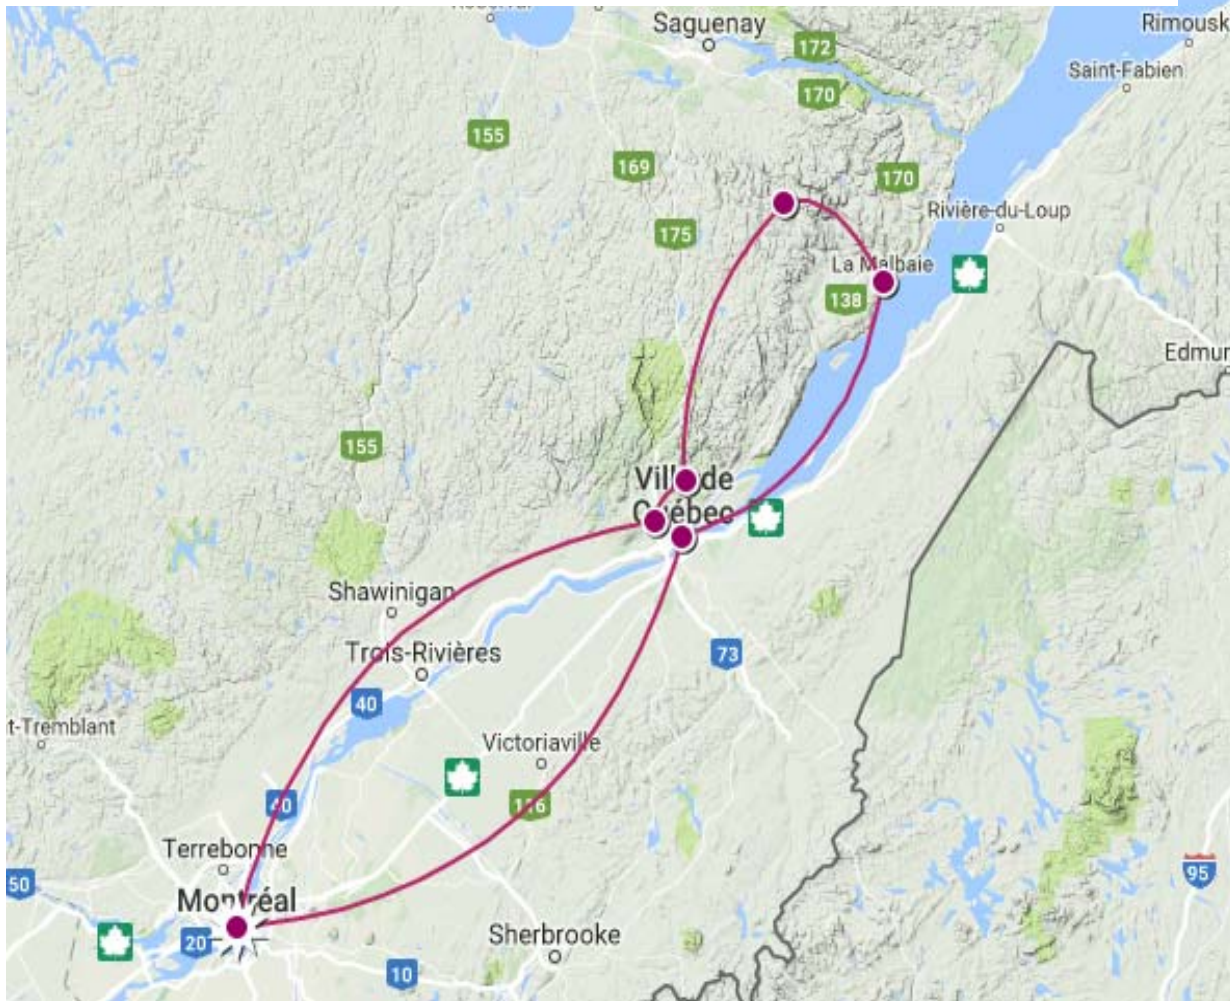 Saguenay
172
Rimousk
Saint-Fabien
170
155
169
170
Rivière-du-Loup
175
La Malbaie
138
Edmun
155
Ville de
Québec
Shawinigan
Trois-Rivières
73
40
t-Tremblant
Victoriaville
40
116
Terrebonne
50
95
Montréal
20
Sherbrooke
10